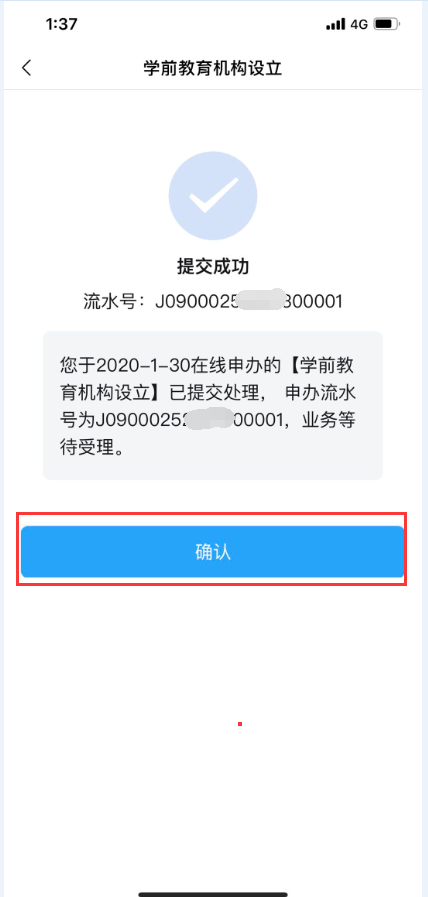 1:37
4G
学前教育机构设立
提交成功
流水号：J0900025 300001
您于2020-1-30在线申办的【学前教
育机构设立】已提交处理， 申办流水
号为J0900025 00001，业务等
待受理。
确认